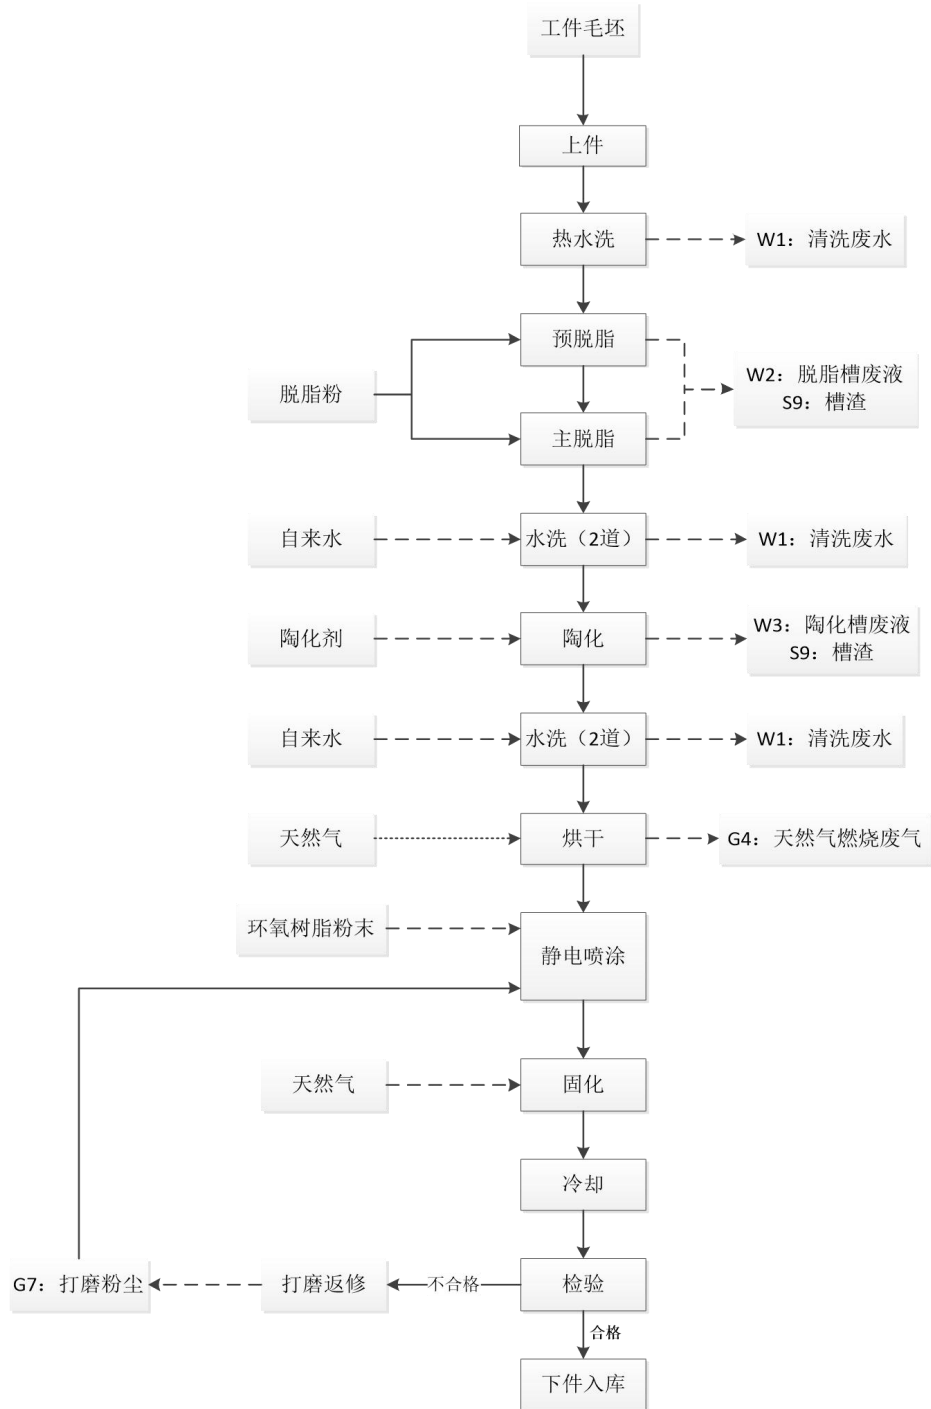 工件毛坯
上件
热水洗
W1：清洗废水
预脱脂
脱脂粉
W2：脱脂槽废液
S9：槽渣
主脱脂
自来水
水洗（2道）
W1：清洗废水
陶化剂
陶化
W3：陶化槽废液
S9：槽渣
自来水
水洗（2道）
W1：清洗废水
天然气
烘干
G4：天然气燃烧废气
环氧树脂粉末
静电喷涂
天然气
固化
冷却
G7：打磨粉尘
打磨返修
不合格
检验
合格
下件入库